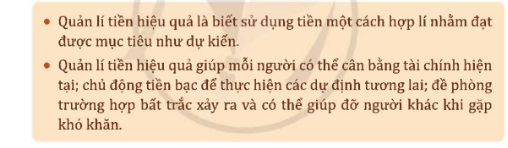 • Quản lí tiền hiệu quả là biết sử dụng tiền một cách hợp lí nhằm đạt
được mục tiêu như dự kiến.
• Quản lí tiền hiệu quả giúp mỗi người có thể cân bằng tài chính hiện
tại; chủ động tiền bạc để thực hiện các dự định tương lai; đề phòng
trường hợp bất trắc xảy ra và có thể giúp đỡ người khác khi gặp
khó khăn.